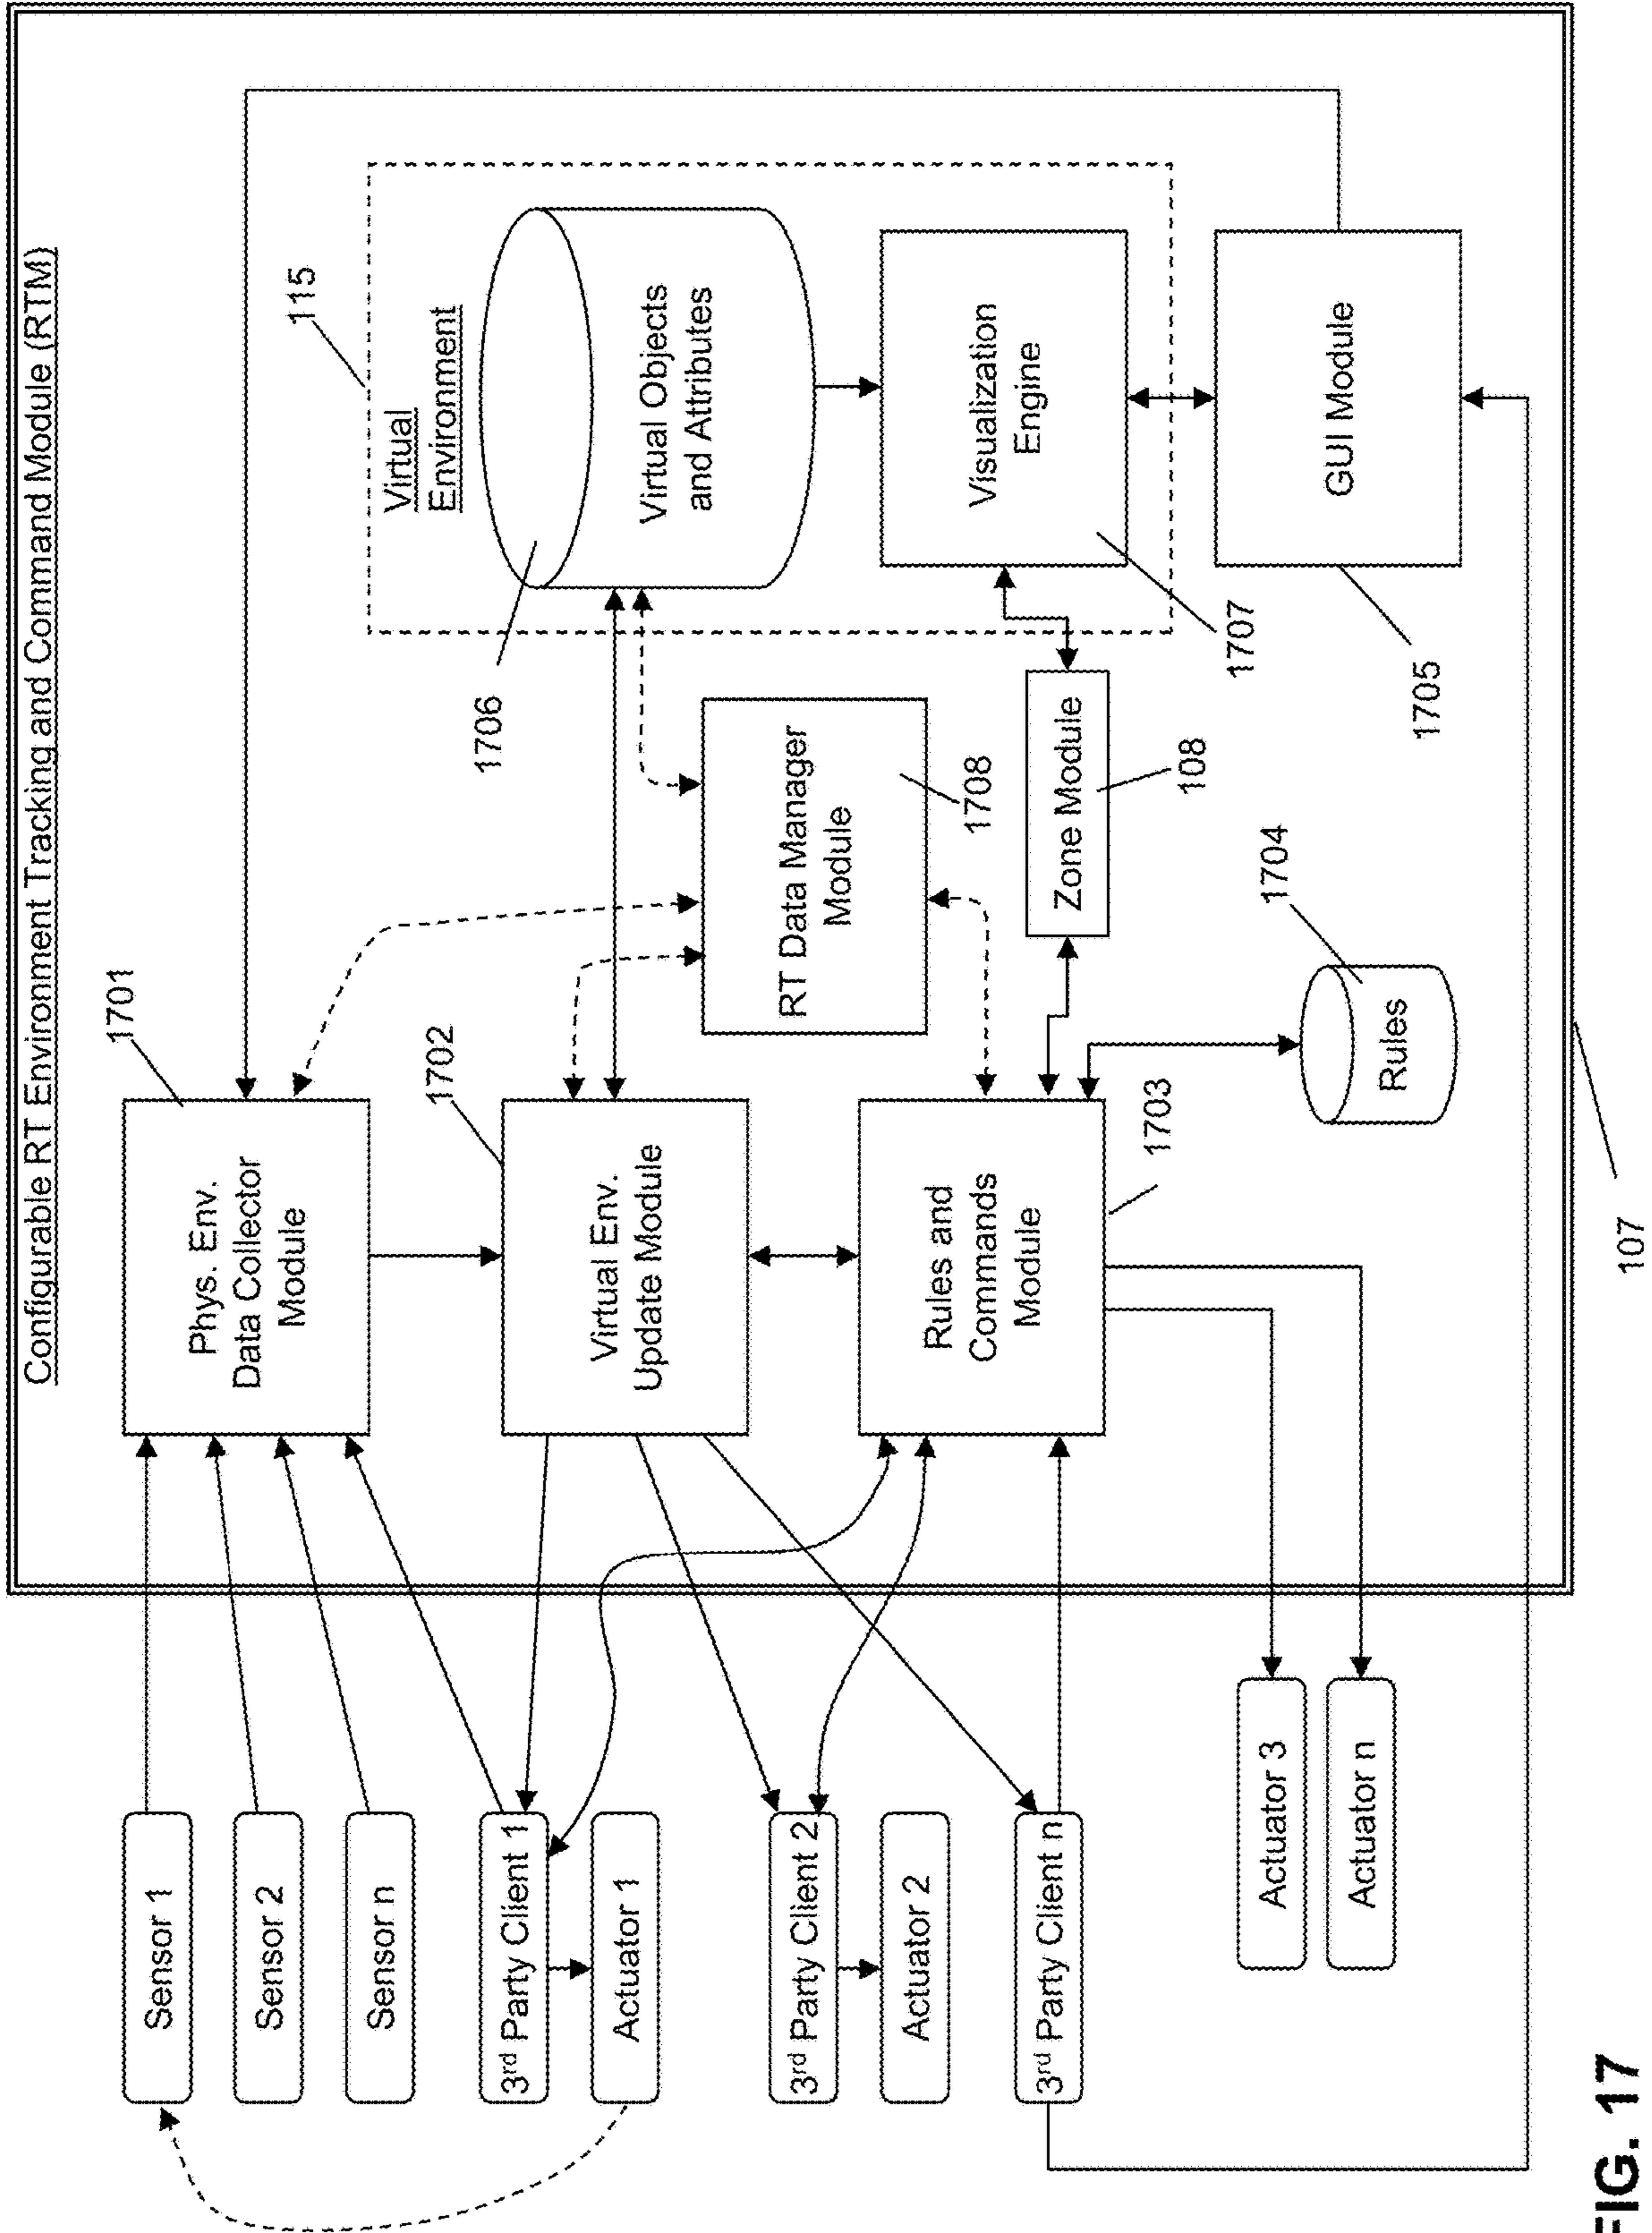 Configurable RT Environment Tracking and Command Module (RTM)
Sensor 1
Sensor 2
Sensor n
3rd Party Client 1
Actuator 1
3rd Party Client 2
Actuator 2
3rd Party Client n
Actuator 3
Actuator n
1701
Phys. Env.
Data Collector
Module
1702
Virtual Env.
Update Module
1703
Rules and
Commands
Module
1704
Rules
RT Data Manager
Module
1708
Zone Module
108
115
Virtual
Environment
1706
Virtual Objects
and Attributes
Visualization
Engine
1707
GUI Module
1705
107
FIG. 17